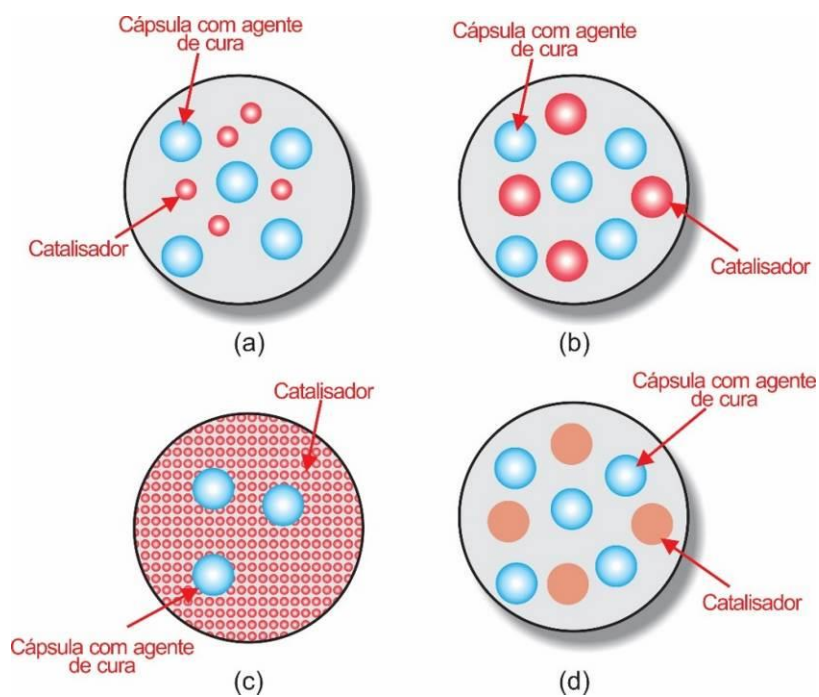 Cápsula com agente
de cura
Catalisador
(a)
Cápsula com agente
de cura
Catalisador
(b)
Catalisador
Cápsula com agente
de cura
(c)
Cápsula com agente
de cura
Catalisador
(d)